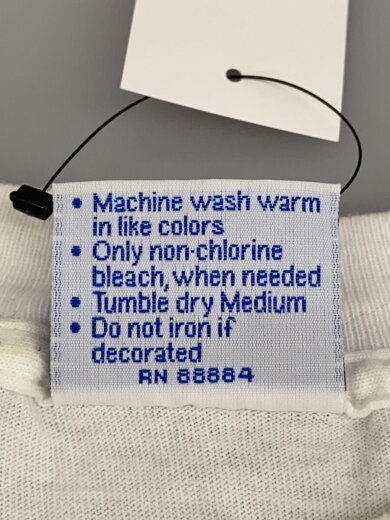 • Machine wash warm
in like colors
• Only non-chlorine
bleach, when needed
• Tumble dry Medium
• Do not iron if
decorated
RN 88884